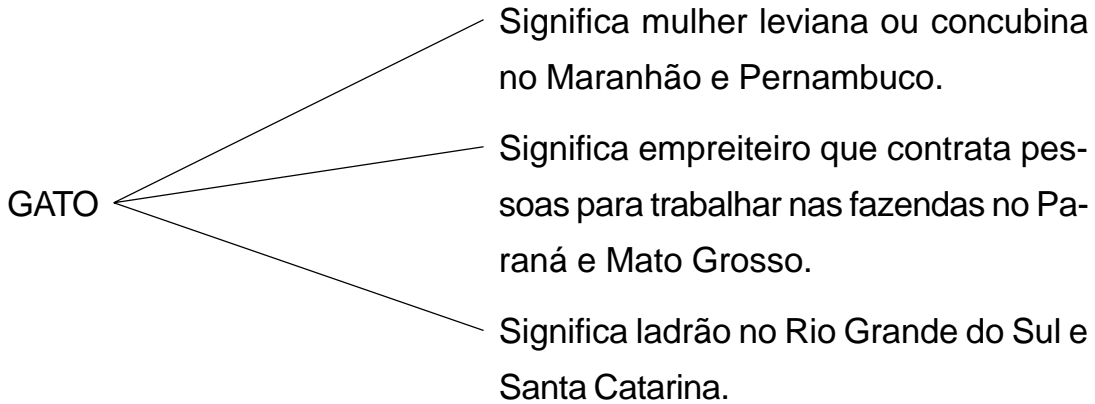 Significa mulher leviana ou concubina
no Maranhão e Pernambuco.
Significa empreiteiro que contrata pes-
soas para trabalhar nas fazendas no Pa-
raná e Mato Grosso.
GATO
Significa ladrão no Rio Grande do Sul e
Santa Catarina.